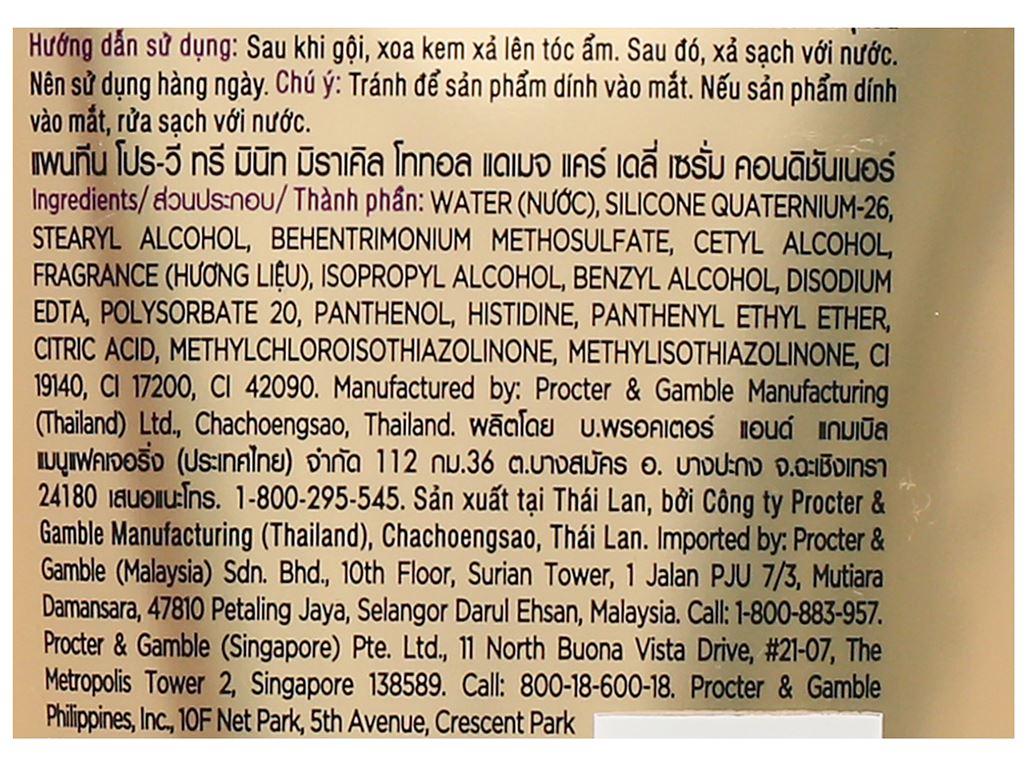 Hướng dẫn sử dụng: Sau khi gội, xoa kem xả lên tóc ẩm. Sau đó, xả sạch với nước.
Nên sử dụng hàng ngày. Chú ý: Tránh để sản phẩm dính vào mắt. Nếu sản phẩm dính
vào mắt, rửa sạch với nước.
แพนทีน โปร-วี ทรี มินิท มิราเคิล โททอล แดเมจ แคร์ เดลี่ เซรั่ม คอนดิชันเนอร์
Ingredients/ ส่วนประกอบ/ Thành phần: WATER (NƯỚC), SILICONE QUATERNIUM-26,
STEARYL ALCOHOL, BEHENTRIMONIUM METHOSULFATE, CETYL ALCOHOL,
FRAGRANCE (HƯƠNG LIỆU), ISOPROPYL ALCOHOL, BENZYL ALCOHOL, DISODIUM
EDTA, POLYSORBATE 20, PANTHENOL, HISTIDINE, PANTHENYL ETHYL ETHER,
CITRIC ACID, METHYLCHLOROISOTHIAZOLINONE, METHYLISOTHIAZOLINONE, CI
19140, CI 17200, CI 42090. Manufactured by: Procter & Gamble Manufacturing
(Thailand) Ltd., Chachoengsao, Thailand. ผลิตโดย บ.พรอคเตอร์ แอนด์ แกมเบิล
แมนูแฟคเจอริ่ง (ประเทศไทย) จำกัด 112 กม.36 ต.บางสมัคร อ. บางปะกง จ.ฉะเชิงเทรา
24180 เสนอแนะโทร. 1-800-295-545. Sản xuất tại Thái Lan, bởi Công ty Procter &
Gamble Manufacturing (Thailand), Chachoengsao, Thái Lan. Imported by: Procter &
Gamble (Malaysia) Sdn. Bhd., 10th Floor, Surian Tower, 1 Jalan PJU 7/3, Mutiara
Damansara, 47810 Petaling Jaya, Selangor Darul Ehsan, Malaysia. Call: 1-800-883-957.
Procter & Gamble (Singapore) Pte. Ltd., 11 North Buona Vista Drive, #21-07, The
Metropolis Tower 2, Singapore 138589. Call: 800-18-600-18. Procter & Gamble
Philippines, Inc., 10F Net Park, 5th Avenue, Crescent Park